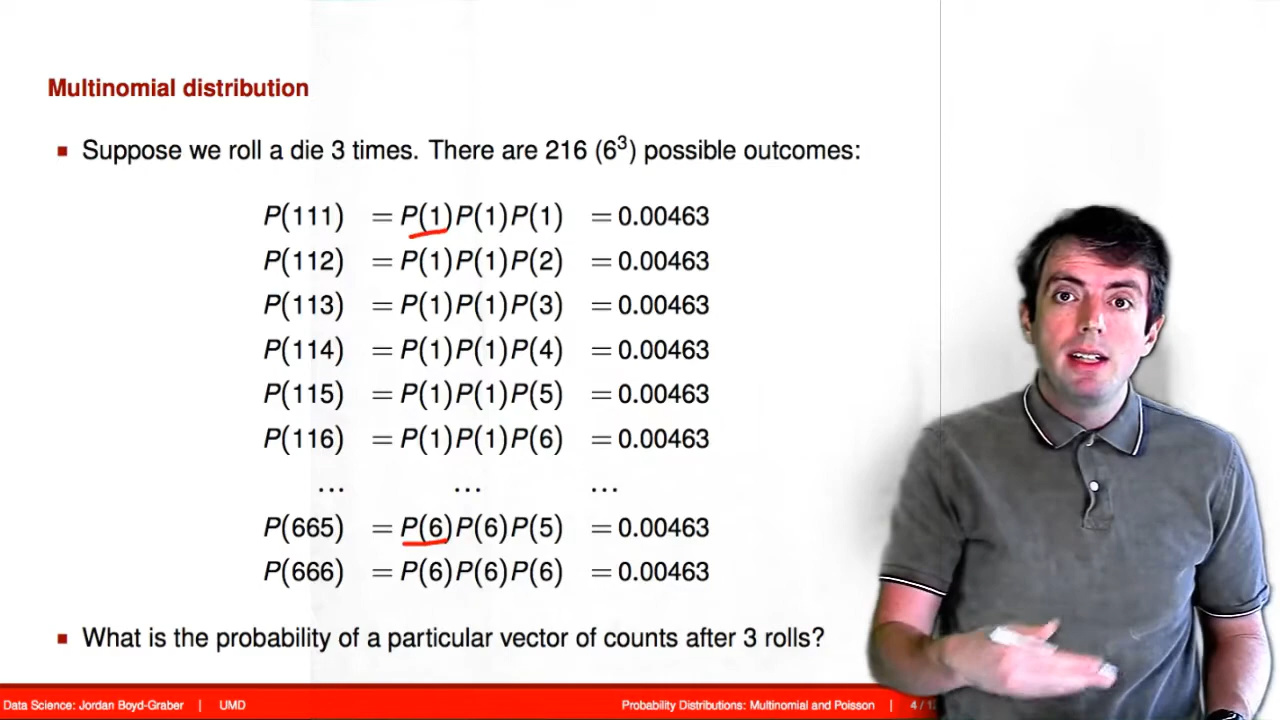 Multinomial distribution
Suppose we roll a die 3 times. There are 216 (6³) possible outcomes:
P(111) = P(1)P(1)P(1) = 0.00463
P(112) = P(1)P(1)P(2) = 0.00463
P(113) = P(1)P(1)P(3) = 0.00463
P(114) = P(1)P(1)P(4) = 0.00463
P(115) = P(1)P(1)P(5) = 0.00463
P(116) = P(1)P(1)P(6) = 0.00463
... ... ...
P(665) = P(6)P(6)P(5) = 0.00463
P(666) = P(6)P(6)P(6) = 0.00463
What is the probability of a particular vector of counts after 3 rolls?
Data Science: Jordan Boyd-Graber | UMD Probability Distributions: Multinomial and Poisson | 4 /